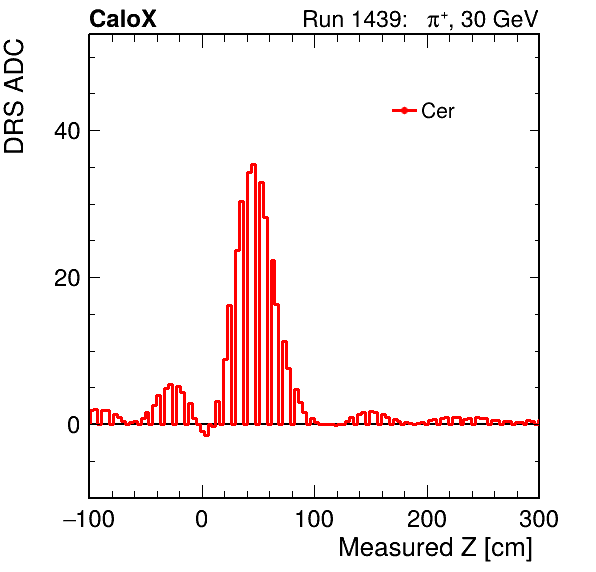 CaloX Run 1439: π⁺, 30 GeV
DRS ADC
Cer
40
20
0
−100 0 100 200 300
Measured Z [cm]